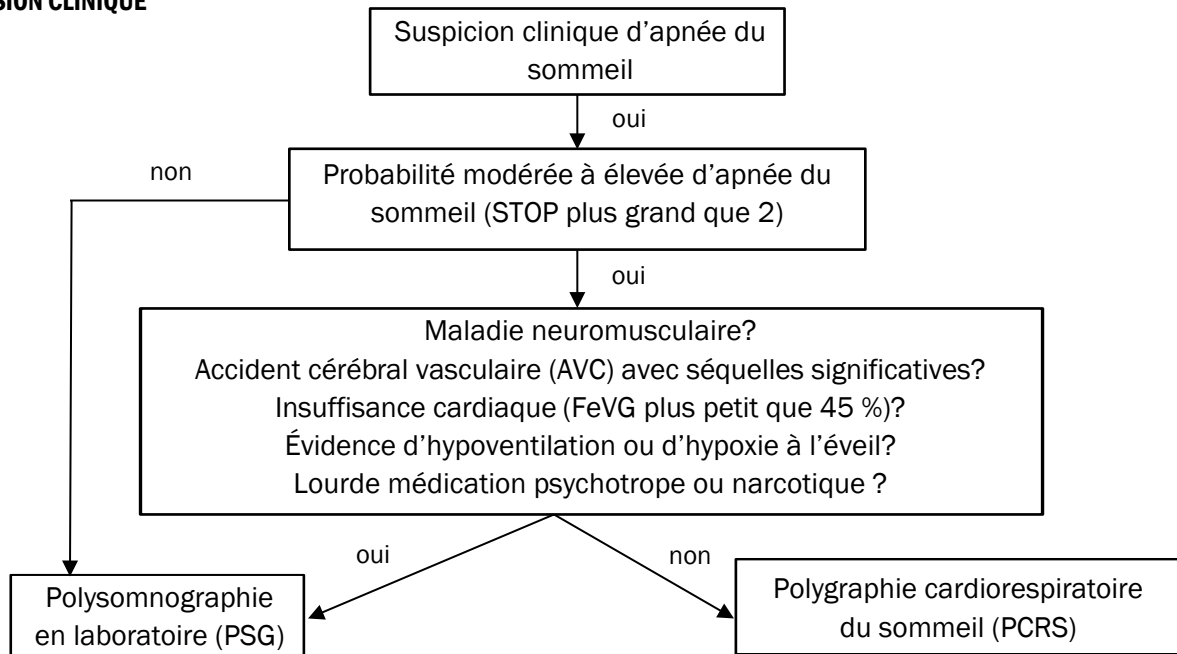 CLINIQUE
Suspicion clinique d'apnée du
sommeil
oui
non
Probabilité modérée à élevée d'apnée du
sommeil (STOP plus grand que 2)
oui
Maladie neuromusculaire?
Accident cérébral vasculaire (AVC) avec séquelles significatives?
Insuffisance cardiaque (FeVG plus petit que 45 %)?
Évidence d'hypoventilation ou d'hypoxie à l'éveil?
Lourde médication psychotrope ou narcotique ?
oui
non
Polysomnographie
en laboratoire (PSG)
Polygraphie cardiorespiratoire
du sommeil (PCRS)